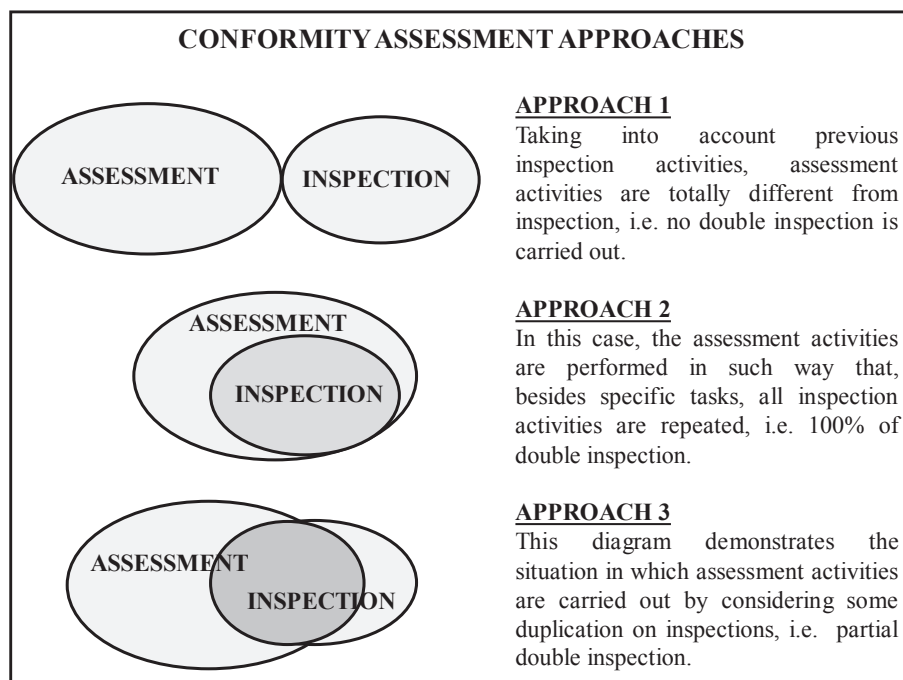 CONFORMITY ASSESSMENT APPROACHES
ASSESSMENT
INSPECTION
APPROACH 1
Taking into account previous
inspection activities, assessment
activities are totally different from
inspection, i.e. no double inspection is
carried out.
ASSESSMENT
INSPECTION
APPROACH 2
In this case, the assessment activities
are performed in such way that,
besides specific tasks, all inspection
activities are repeated, i.e. 100% of
double inspection.
ASSESSMENT
INSPECTION
APPROACH 3
This diagram demonstrates the
situation in which assessment activities
are carried out by considering some
duplication on inspections, i.e. partial
double inspection.